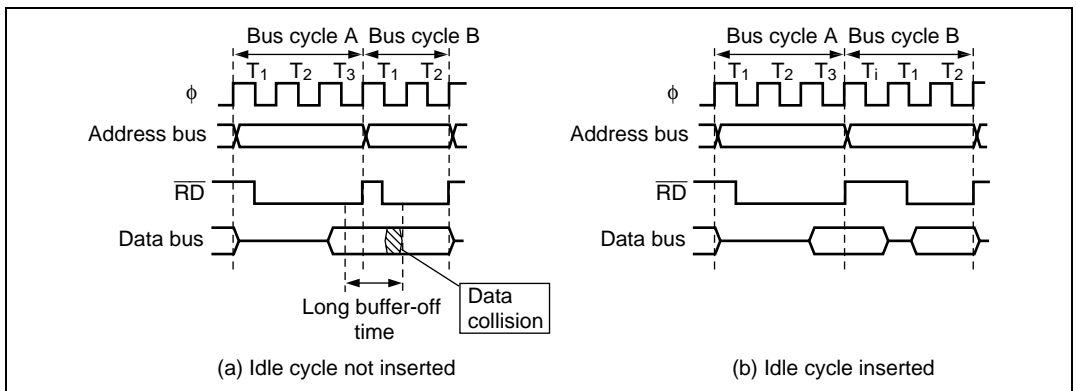 Bus cycle A Bus cycle B
T1 T2 T3 T1 T2
ϕ
Address bus
RD
Data bus
Long buffer-off time
Data collision
(a) Idle cycle not inserted
Bus cycle A Bus cycle B
T1 T2 T3 Ti T1 T2
ϕ
Address bus
RD
Data bus
(b) Idle cycle inserted